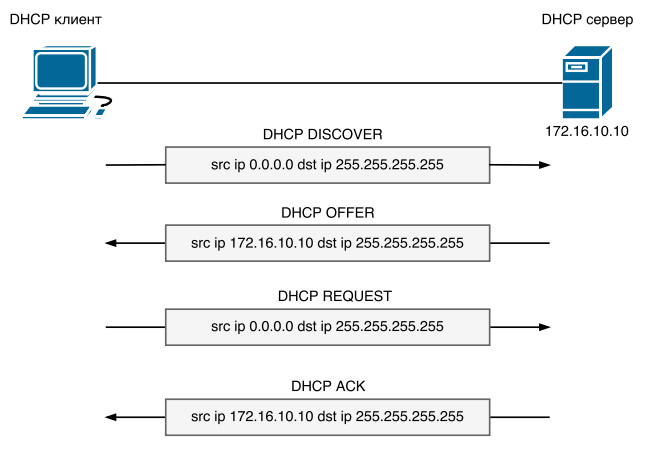 DHCP клиент
DHCP сервер
172.16.10.10
DHCP DISCOVER
src ip 0.0.0.0 dst ip 255.255.255.255
DHCP OFFER
src ip 172.16.10.10 dst ip 255.255.255.255
DHCP REQUEST
src ip 0.0.0.0 dst ip 255.255.255.255
DHCP ACK
src ip 172.16.10.10 dst ip 255.255.255.255